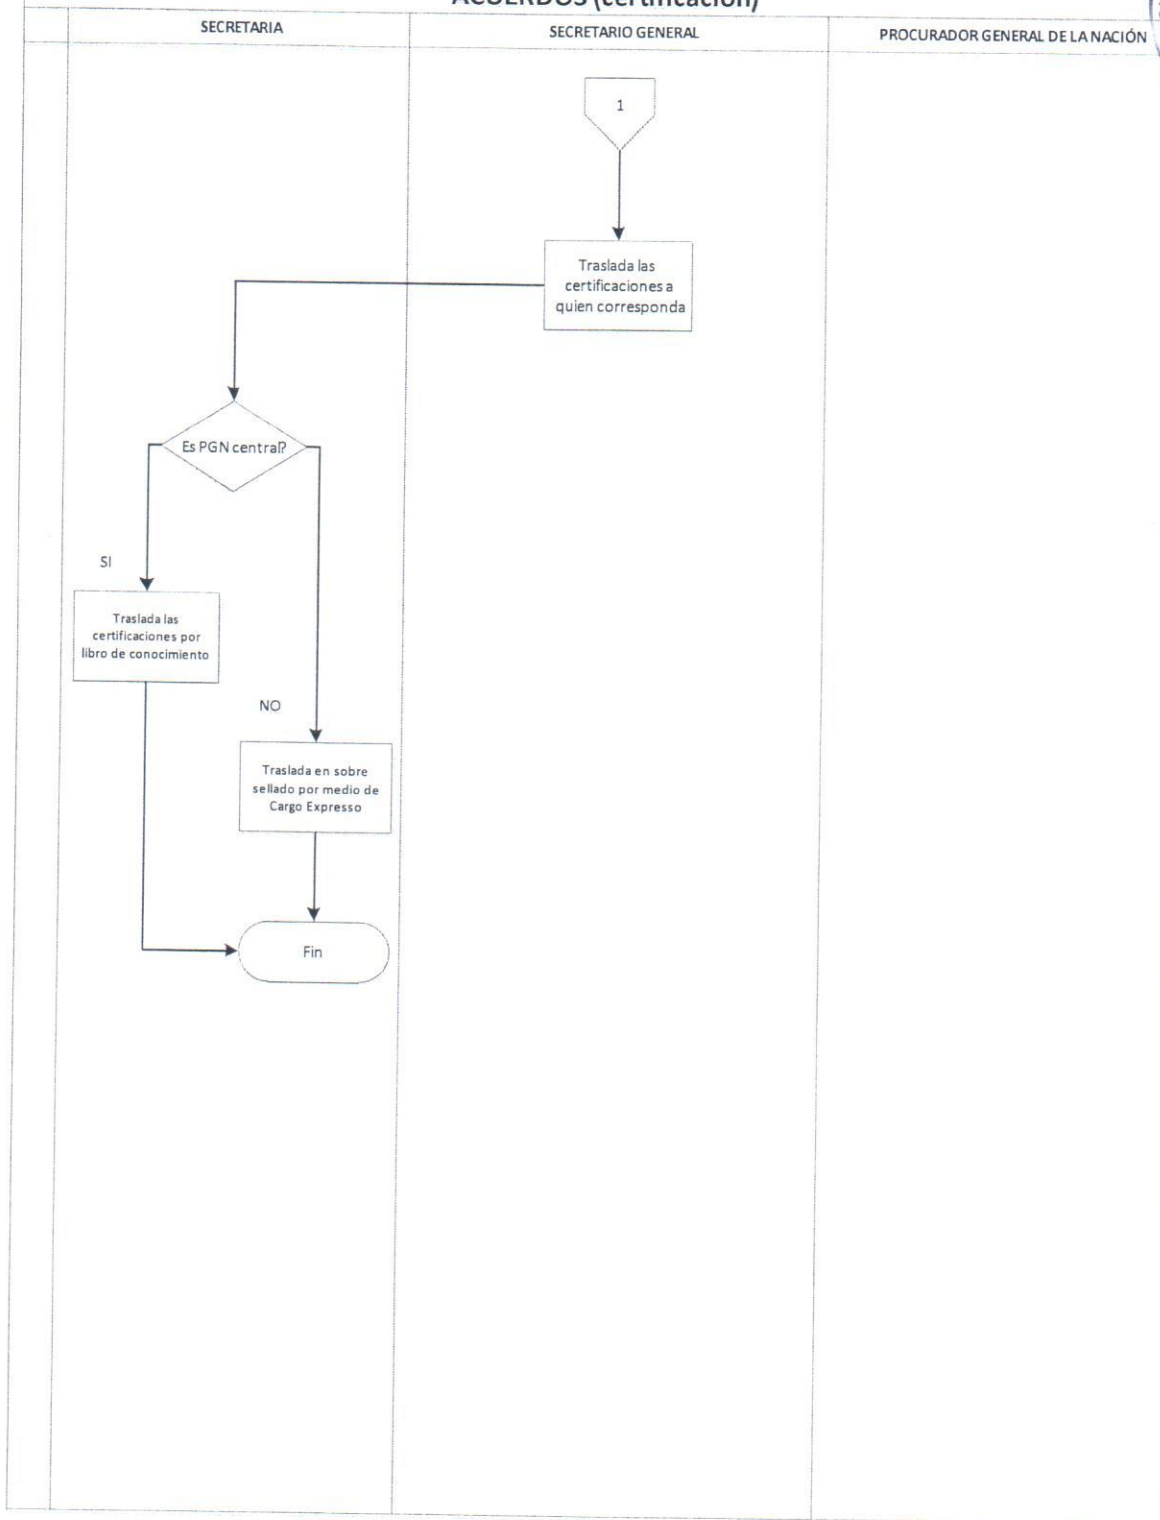 ACUERDOS (certificación)
SECRETARIA
SECRETARIO GENERAL
PROCURADOR GENERAL DE LA NACIÓN
1
Traslada las
certificaciones a
quien corresponda
Es PGN central?
SI
Traslada las
certificaciones por
libro de conocimiento
NO
Traslada en sobre
sellado por medio de
Cargo Expresso
Fin